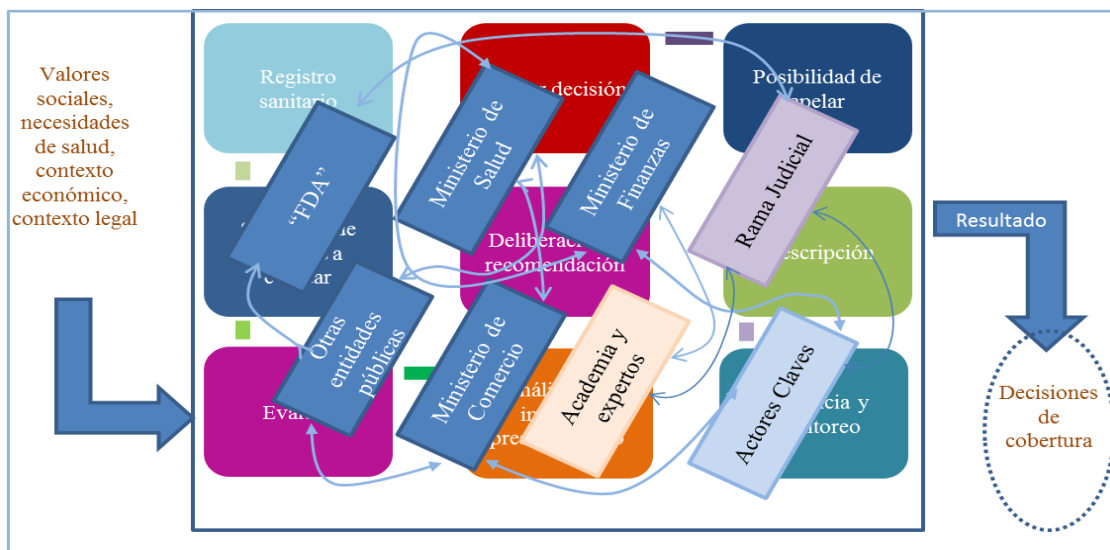 Valores
sociales,
necesidades
de salud,
contexto
económico,
contexto legal
Registro
sanitario
decisión
Posibilidad de
apelar
"FDA"
Ministerio de
Salud
Ministerio de
Finanzas
Rama Judicial
de
a
Deliberación
recomendación
Otras
entidades
públicas
Ministerio de
Comercio
Academia y
expertos
Actores Claves
y
Resultado
Decisiones
de
cobertura